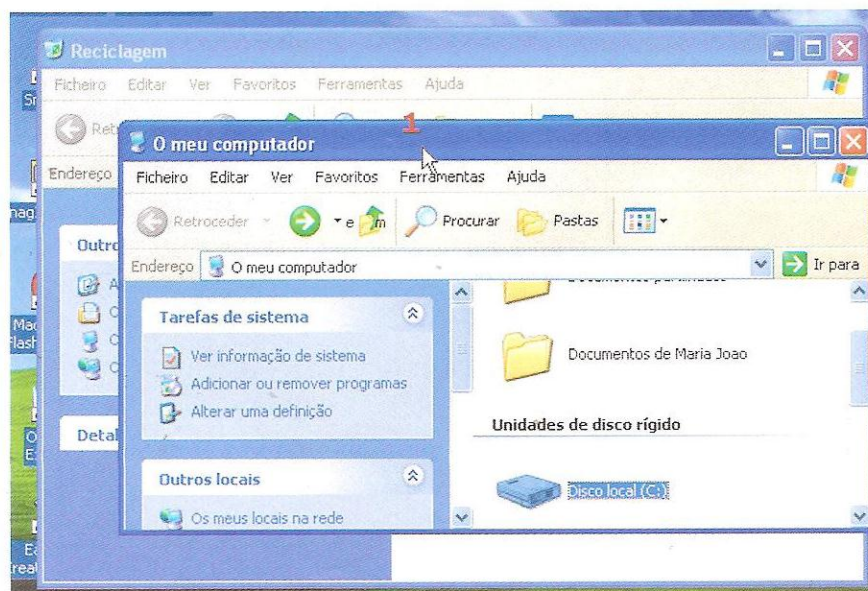 Reciclagem
Ficheiro Editar Ver Favoritos Ferramentas Ajuda
1
O meu computador
Endereço
Ficheiro Editar Ver Favoritos Ferramentas Ajuda
Retroceder Procurar Pastas
Endereço O meu computador Ir para
Tarefas de sistema
Ver informação de sistema
Adicionar ou remover programas
Alterar uma definição
Documentos de Maria Joao
Unidades de disco rígido
Outros locais
Disco local (C:)
Os meus locais na rede